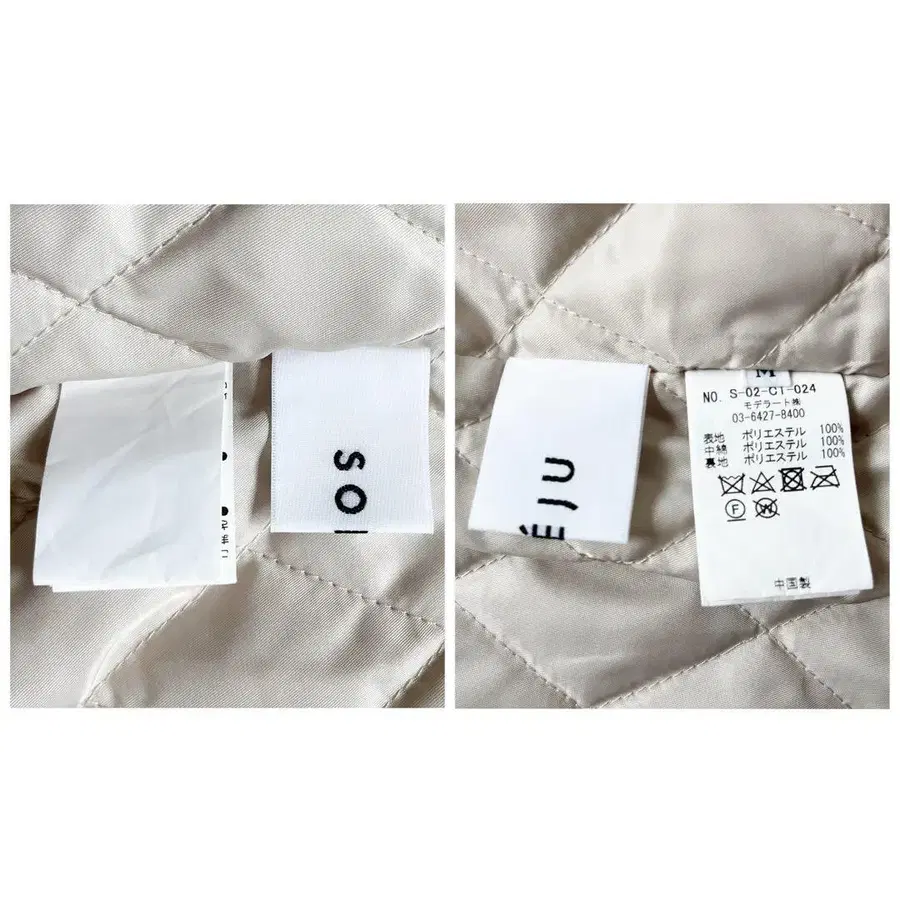 SO
JU
M
NO. S-02-CT-024
モデラート㈱
03-6427-8400
表地 ポリエステル 100%
中綿 ポリエステル 100%
裏地 ポリエステル 100%
F W
中国製